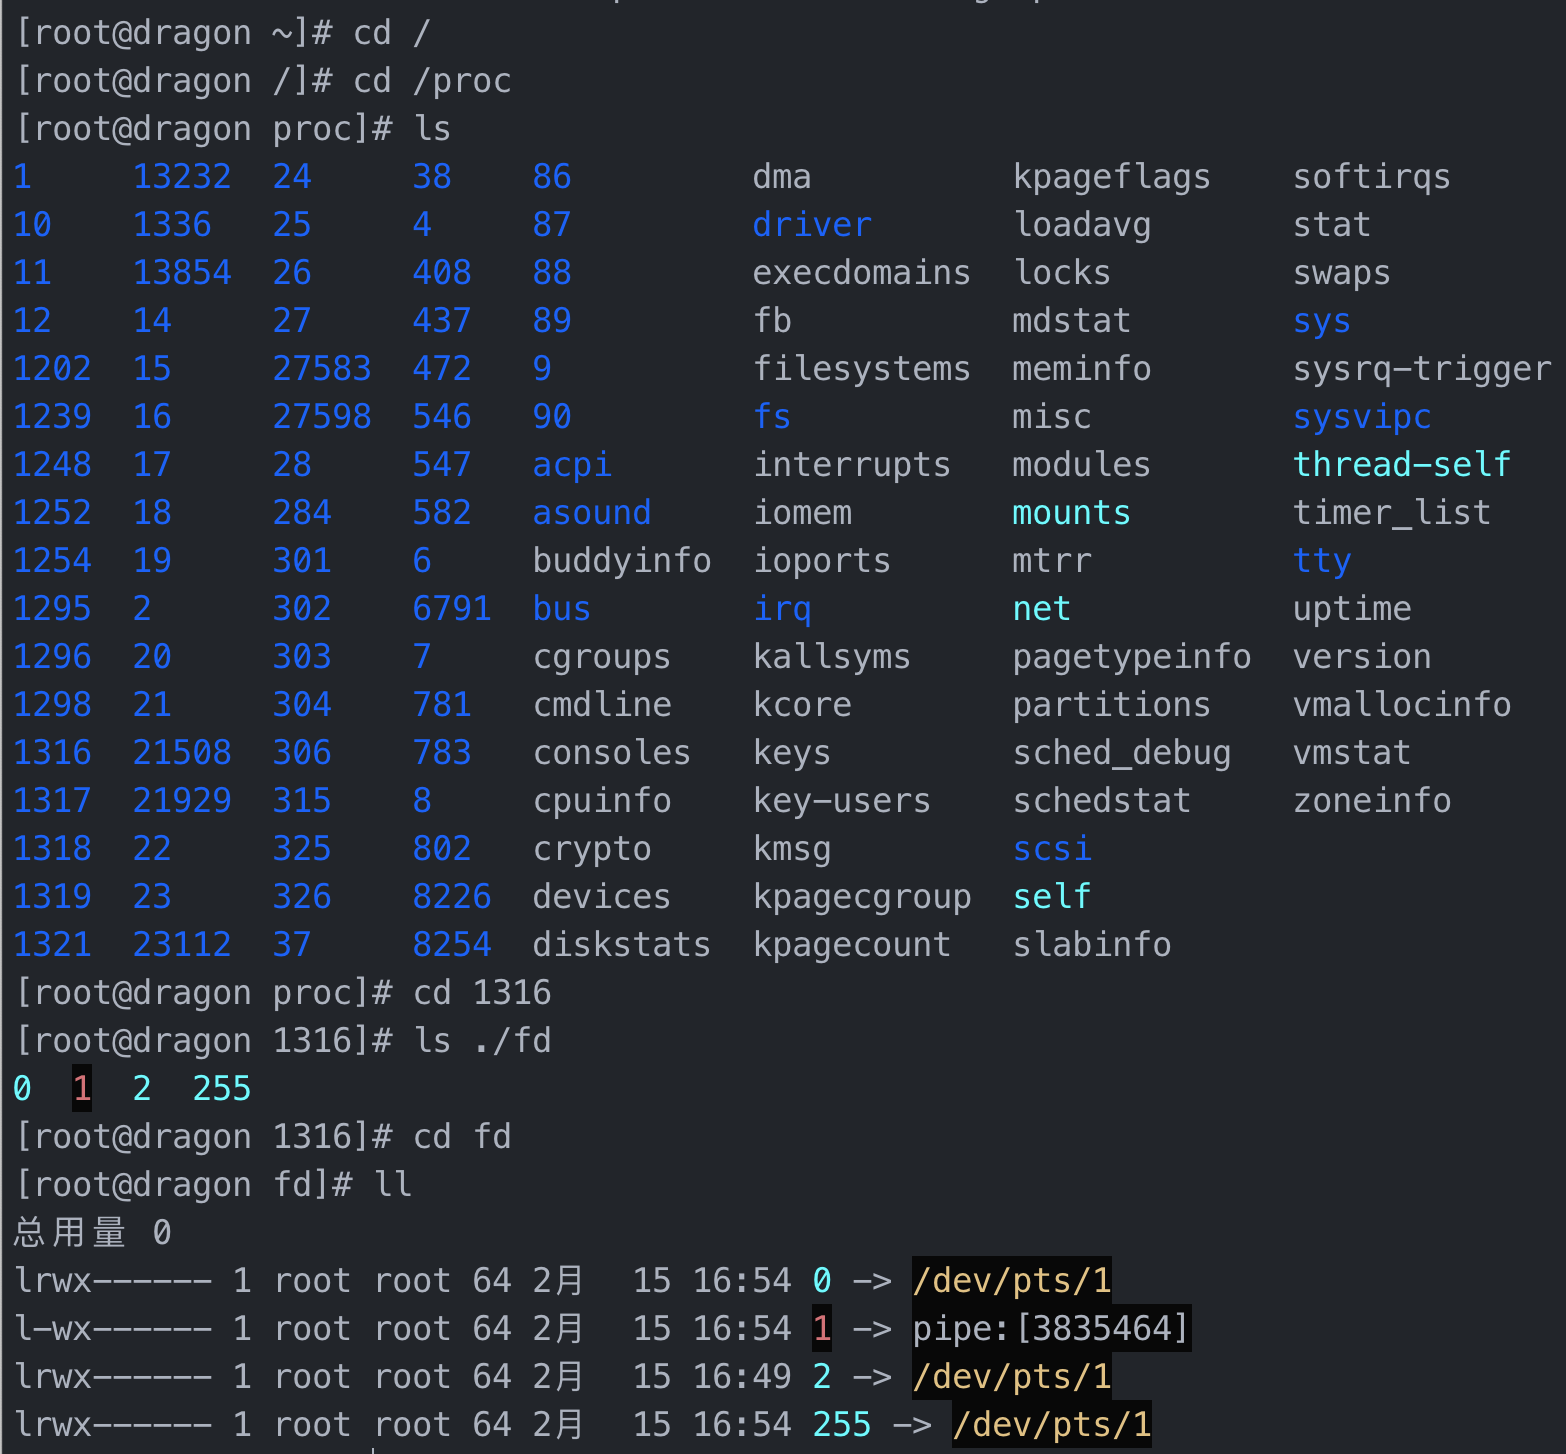 [root@dragon ~]# cd /
[root@dragon /]# cd /proc
[root@dragon proc]# ls
1     13232  24     38    86         dma          kpageflags    softirqs
10    1336   25     4     87         driver       loadavg       stat
11    13854  26     408   88         execdomains  locks         swaps
12    14     27     437   89         fb           mdstat        sys
1202  15     27583  472   9          filesystems  meminfo       sysrq-trigger
1239  16     27598  546   90         fs           misc          sysvipc
1248  17     28     547   acpi       interrupts   modules       thread-self
1252  18     284    582   asound     iomem        mounts        timer_list
1254  19     301    6     buddyinfo  ioports      mtrr          tty
1295  2      302    6791  bus        irq          net           uptime
1296  20     303    7     cgroups    kallsyms     pagetypeinfo  version
1298  21     304    781   cmdline    kcore        partitions    vmallocinfo
1316  21508  306    783   consoles   keys         sched_debug   vmstat
1317  21929  315    8     cpuinfo    key-users    schedstat     zoneinfo
1318  22     325    802   crypto     kmsg         scsi
1319  23     326    8226  devices    kpagecgroup  self
1321  23112  37     8254  diskstats  kpagecount   slabinfo
[root@dragon proc]# cd 1316
[root@dragon 1316]# ls ./fd
0  1  2  255
[root@dragon 1316]# cd fd
[root@dragon fd]# ll
总用量 0
lrwx------ 1 root root 64 2月  15 16:54 0 -> /dev/pts/1
l-wx------ 1 root root 64 2月  15 16:54 1 -> pipe:[3835464]
lrwx------ 1 root root 64 2月  15 16:49 2 -> /dev/pts/1
lrwx------ 1 root root 64 2月  15 16:54 255 -> /dev/pts/1